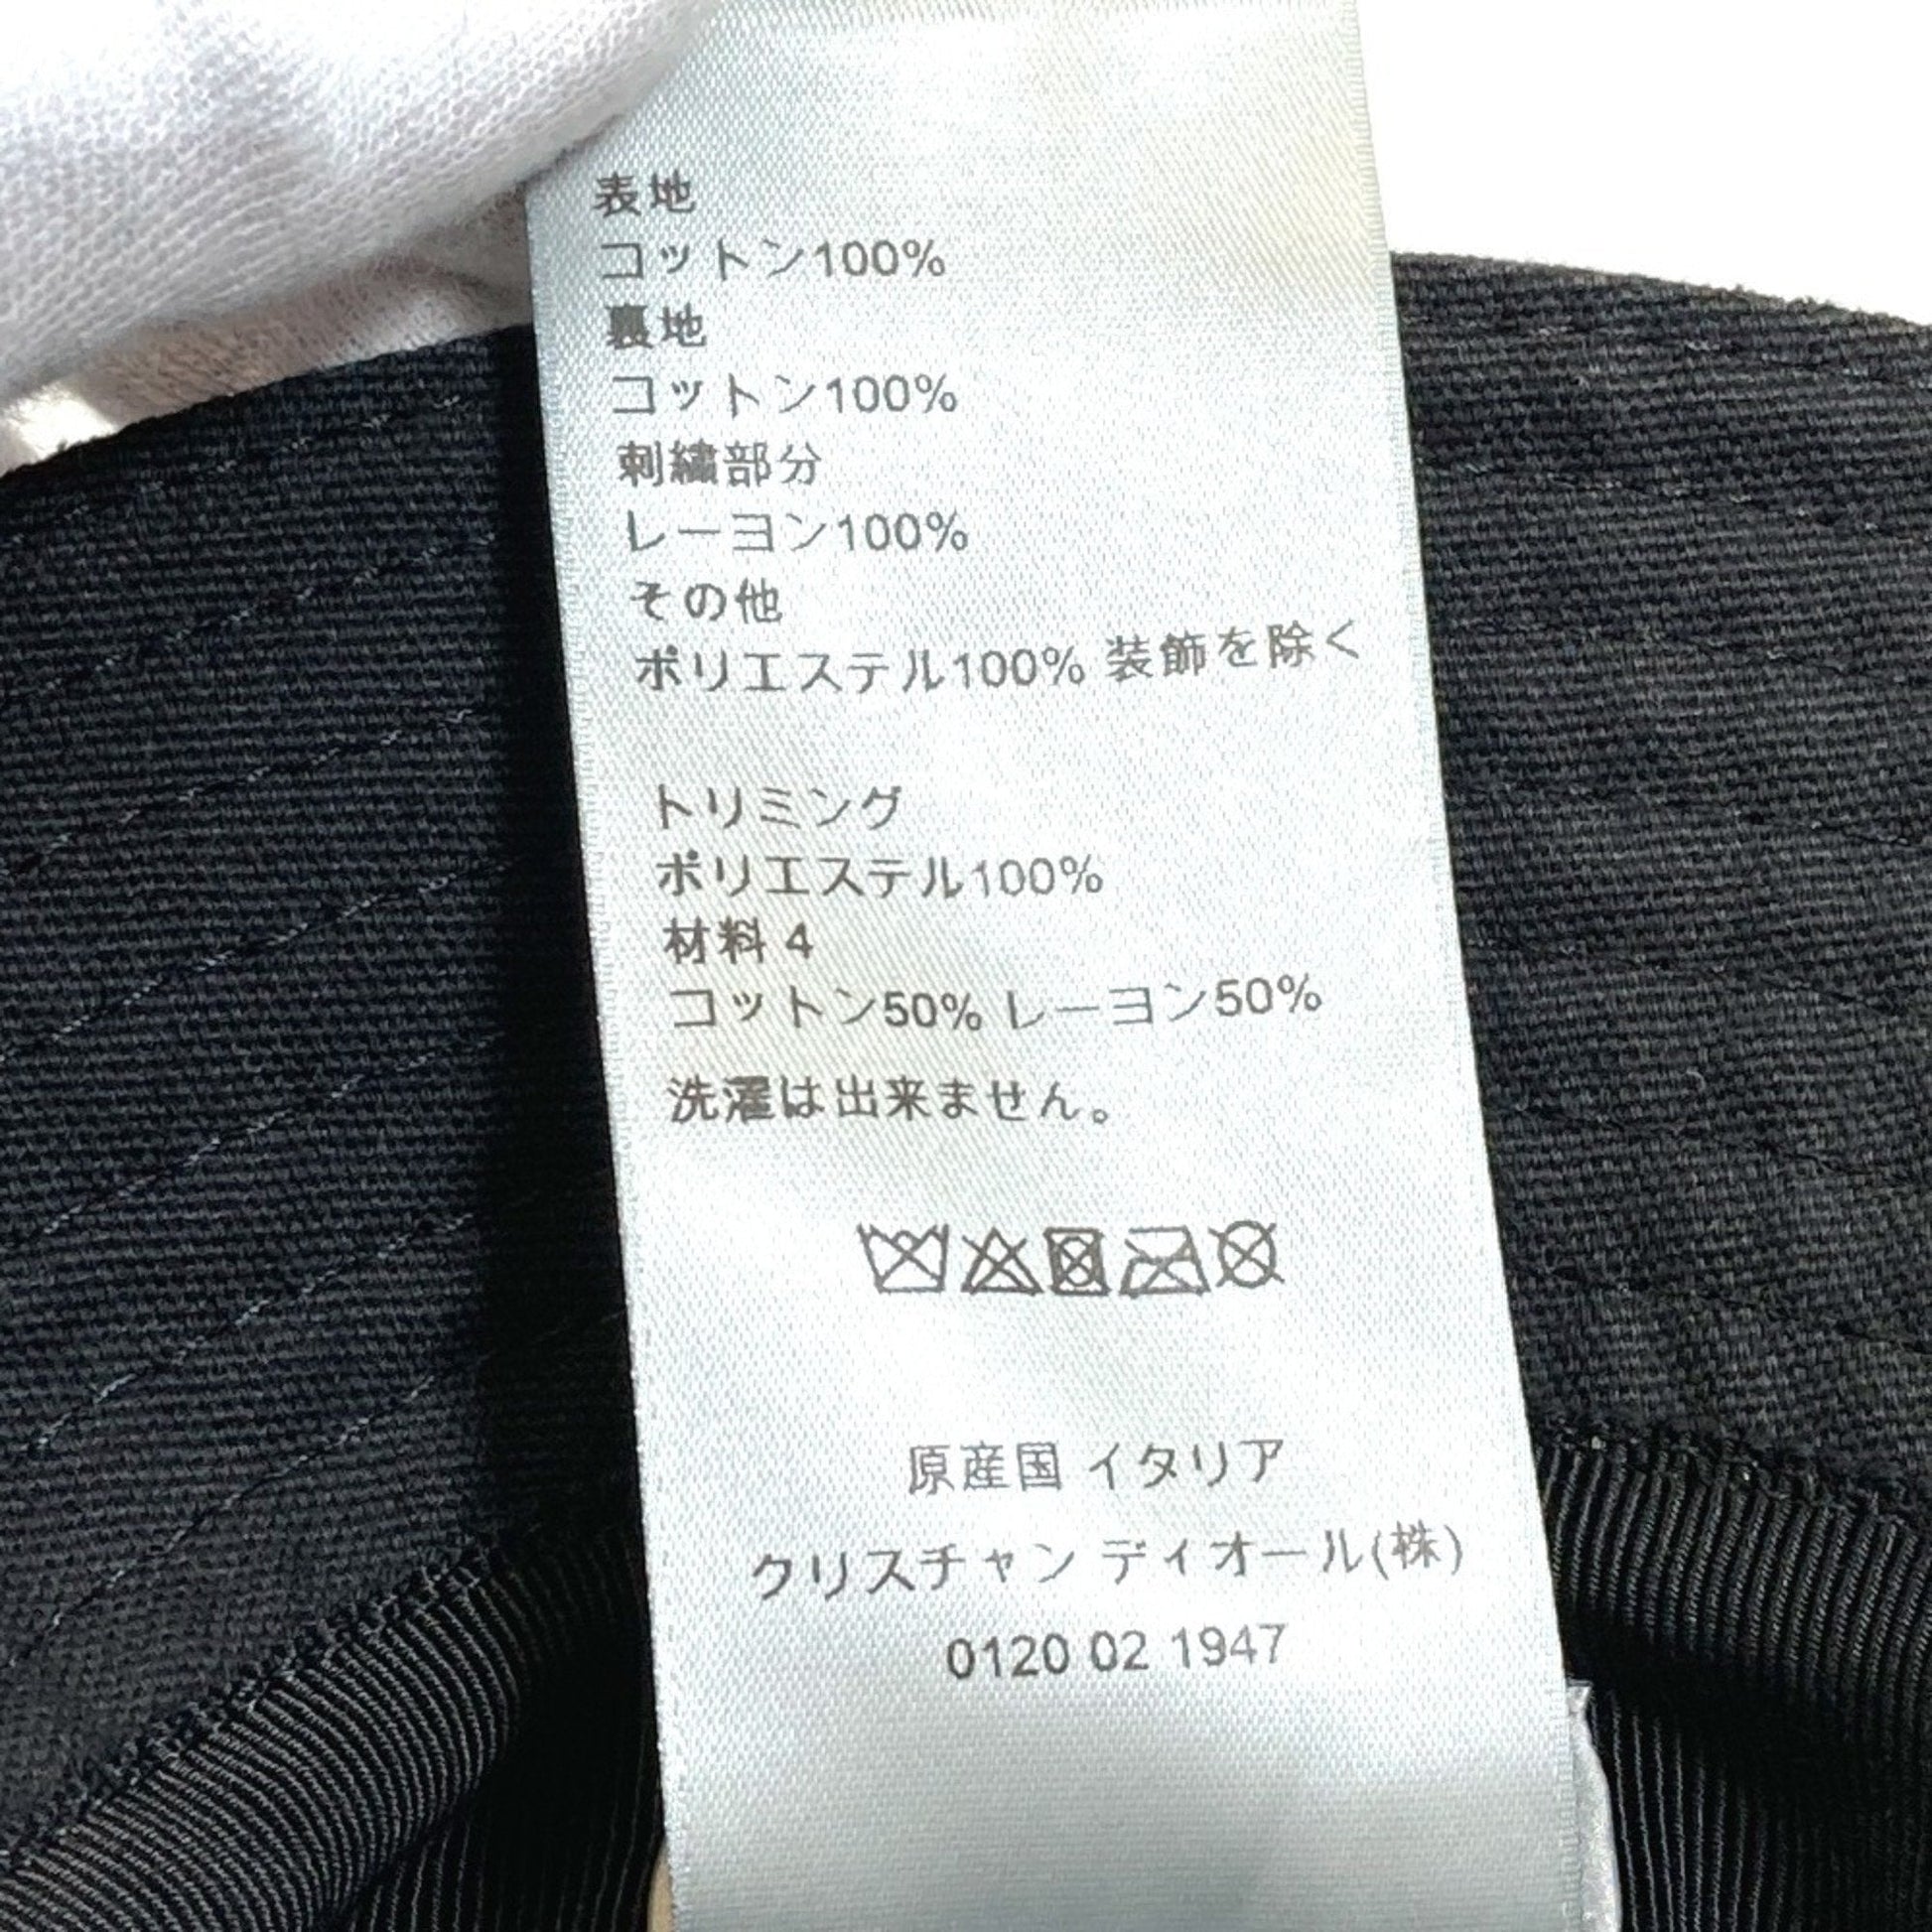 表地
コットン100%
裏地
コットン100%
刺繍部分
レーヨン100%
その他
ポリエステル100% 装飾を除く
トリミング
ポリエステル100%
材料 4
コットン50% レーヨン50%
洗濯は出来ません。
原産国 イタリア
クリスチャン ディオール(株)
0120 02 1947